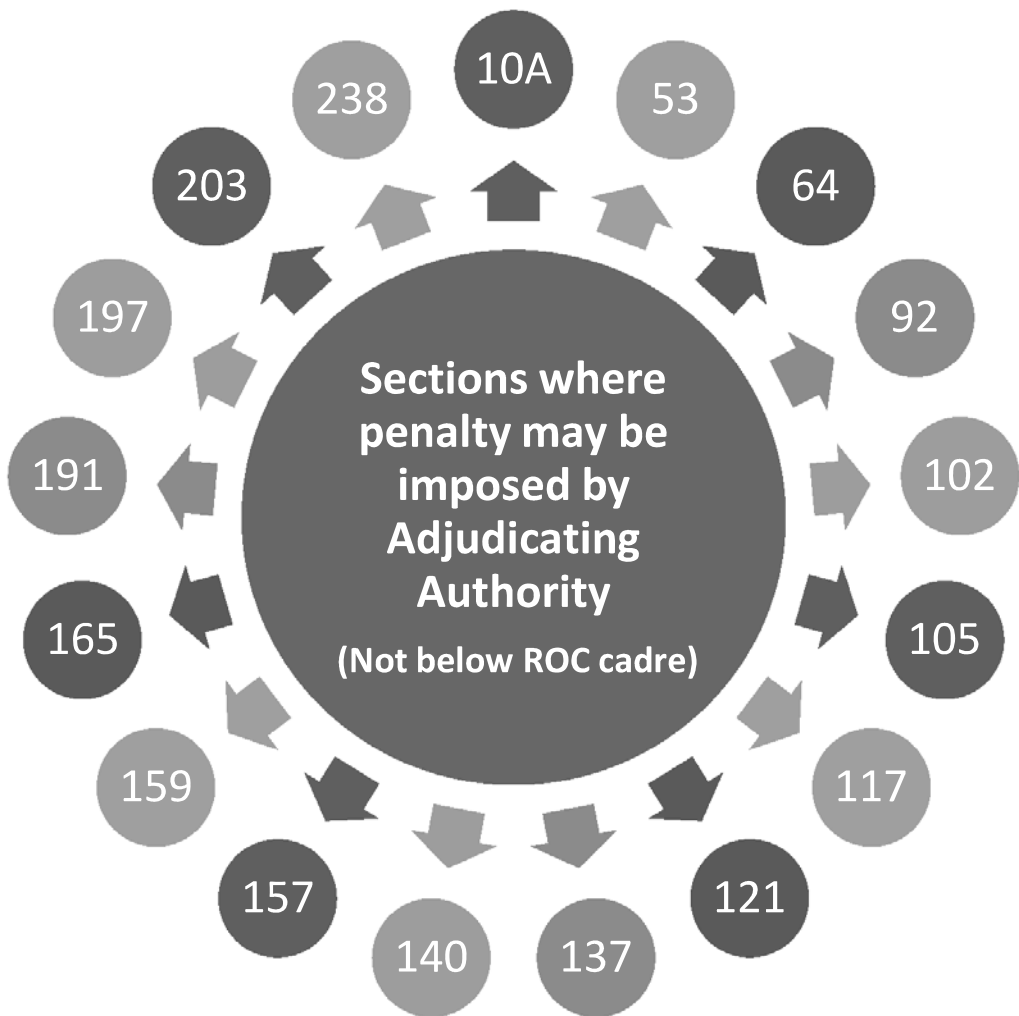 10A
53
64
92
102
105
117
121
137
140
157
159
165
191
197
203
238
Sections where
penalty may be
imposed by
Adjudicating
Authority
(Not below ROC cadre)